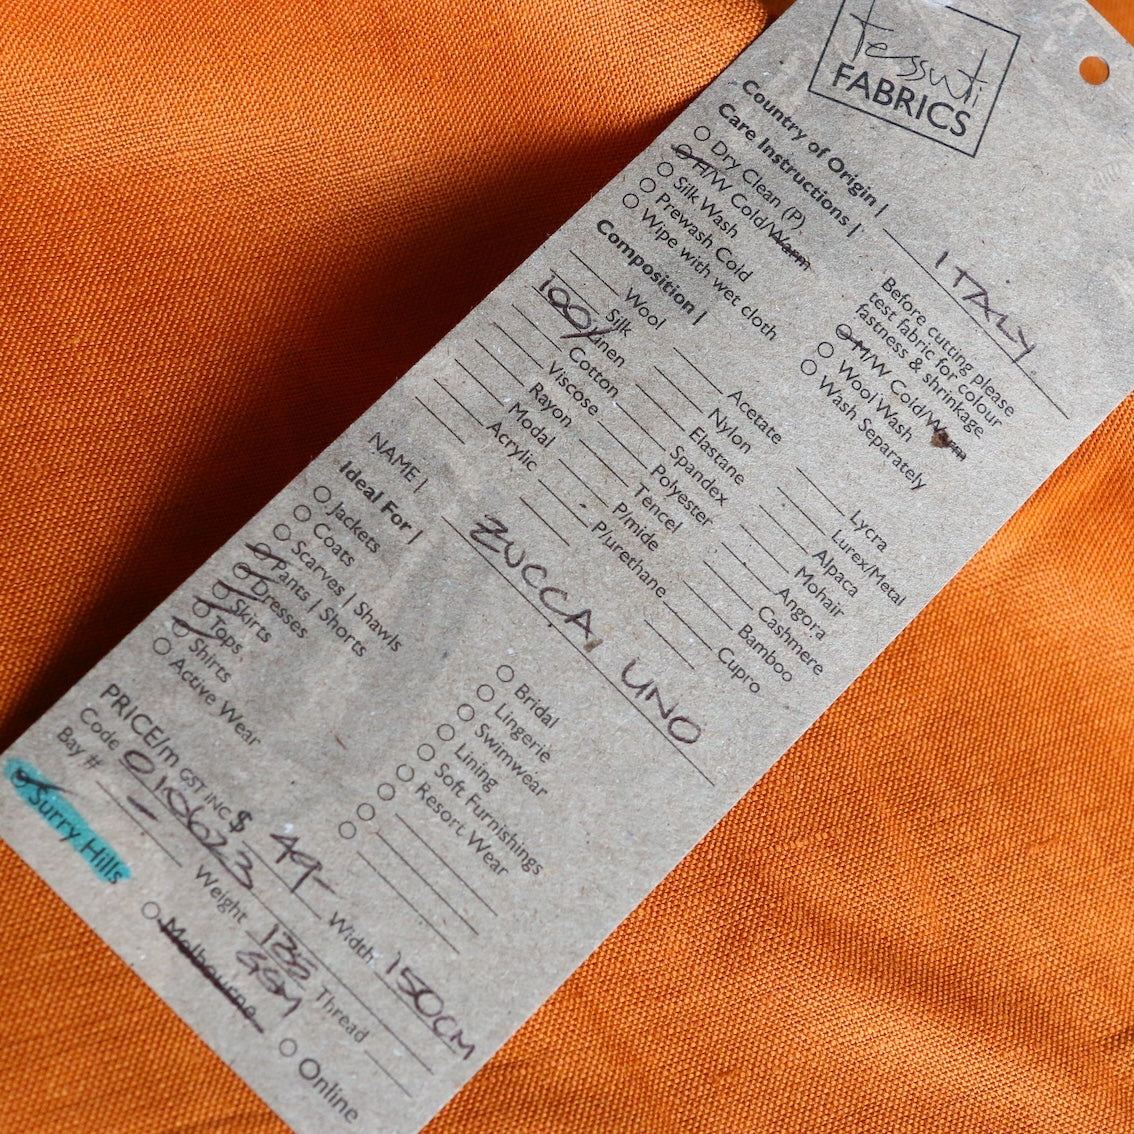 Tessuti
FABRICS
Country of Origin | ITALY
Care Instructions |
Dry Clean (P)
H/W Cold/Warm
Silk Wash
Prewash Cold
Wipe with wet cloth
Before cutting please
test fabric for colour
fastness & shrinkage
M/W Cold/Warm
Wool Wash
Wash Separately
Composition |
Wool
Silk
100% Linen
Cotton
Viscose
Rayon
Modal
Acrylic
Acetate
Nylon
Elastane
Spandex
Polyester
Tencel
P/mide
P/urethane
Lycra
Lurex/Metal
Alpaca
Mohair
Angora
Cashmere
Bamboo
Cupro
NAME | ZUCCA, UNO
Ideal For |
Jackets
Coats
Scarves | Shawls
Pants | Shorts
Dresses
Skirts
Tops
Shirts
Active Wear
Bridal
Lingerie
Swimwear
Lining
Soft Furnishings
Resort Wear
PRICE/m GST INC $ 49-
Code 010623 Width 150CM
Bay # - Weight 132 GSM Thread
Surry Hills
Melbourne
Online